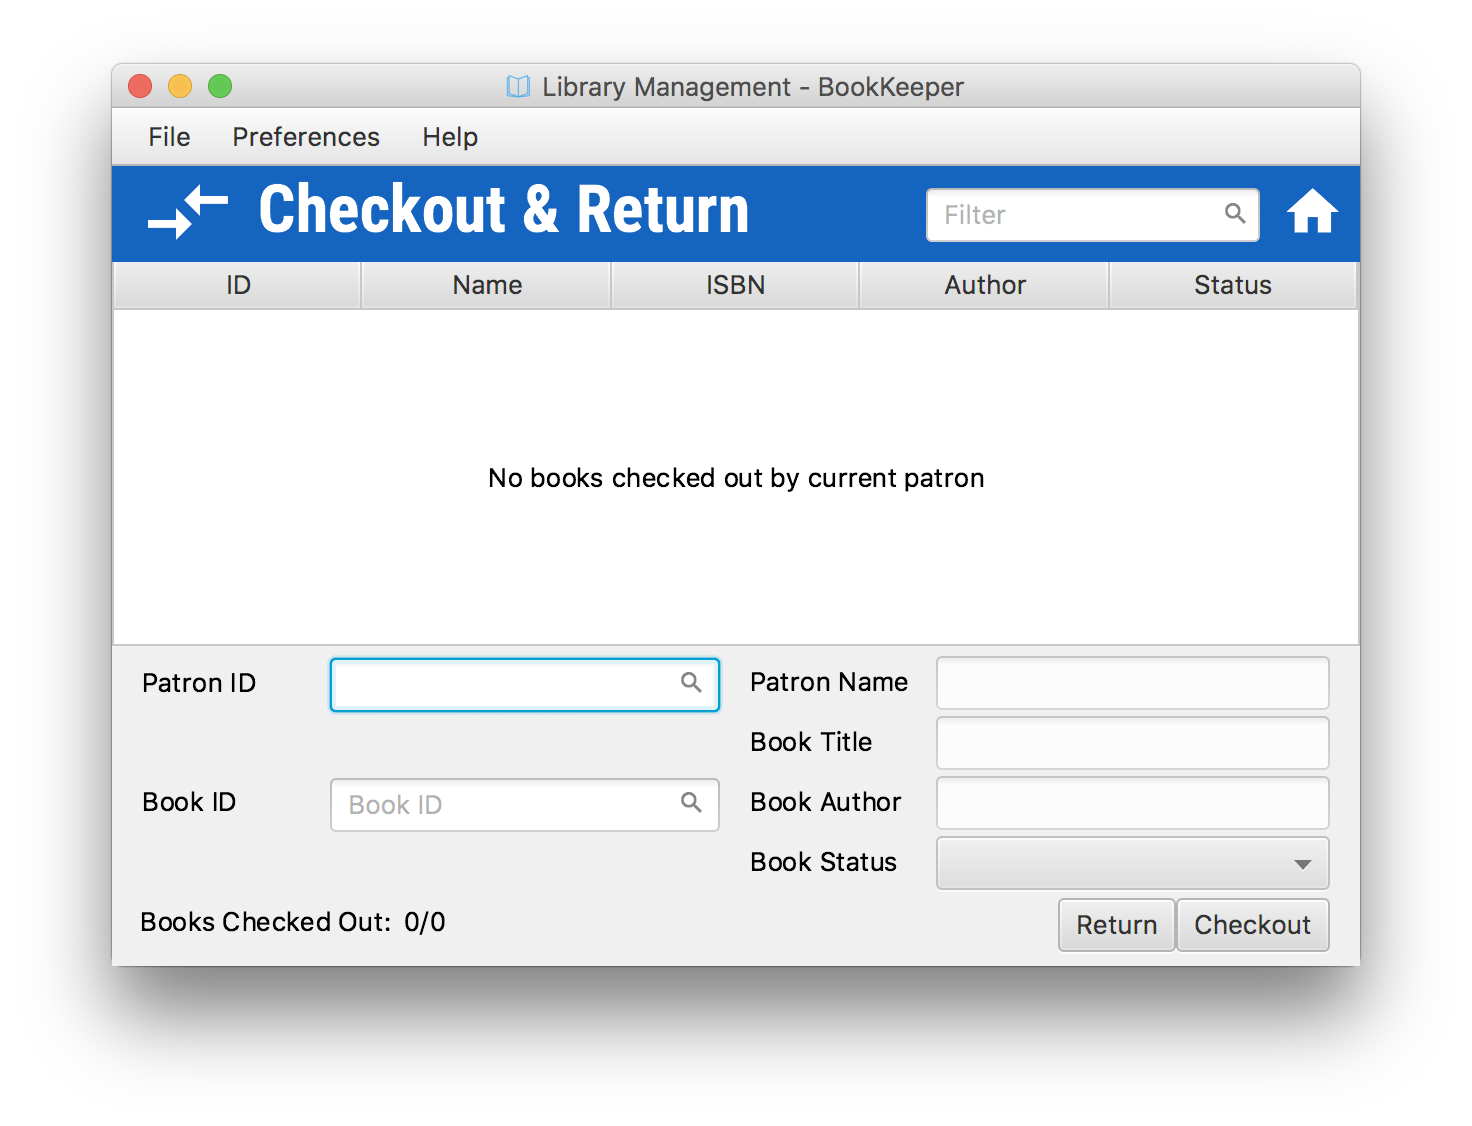 Library Management - BookKeeper
File Preferences Help
Checkout & Return Filter
ID Name ISBN Author Status
No books checked out by current patron
Patron ID Patron Name
Book Title
Book ID Book ID Book Author
Book Status
Books Checked Out: 0/0 Return Checkout